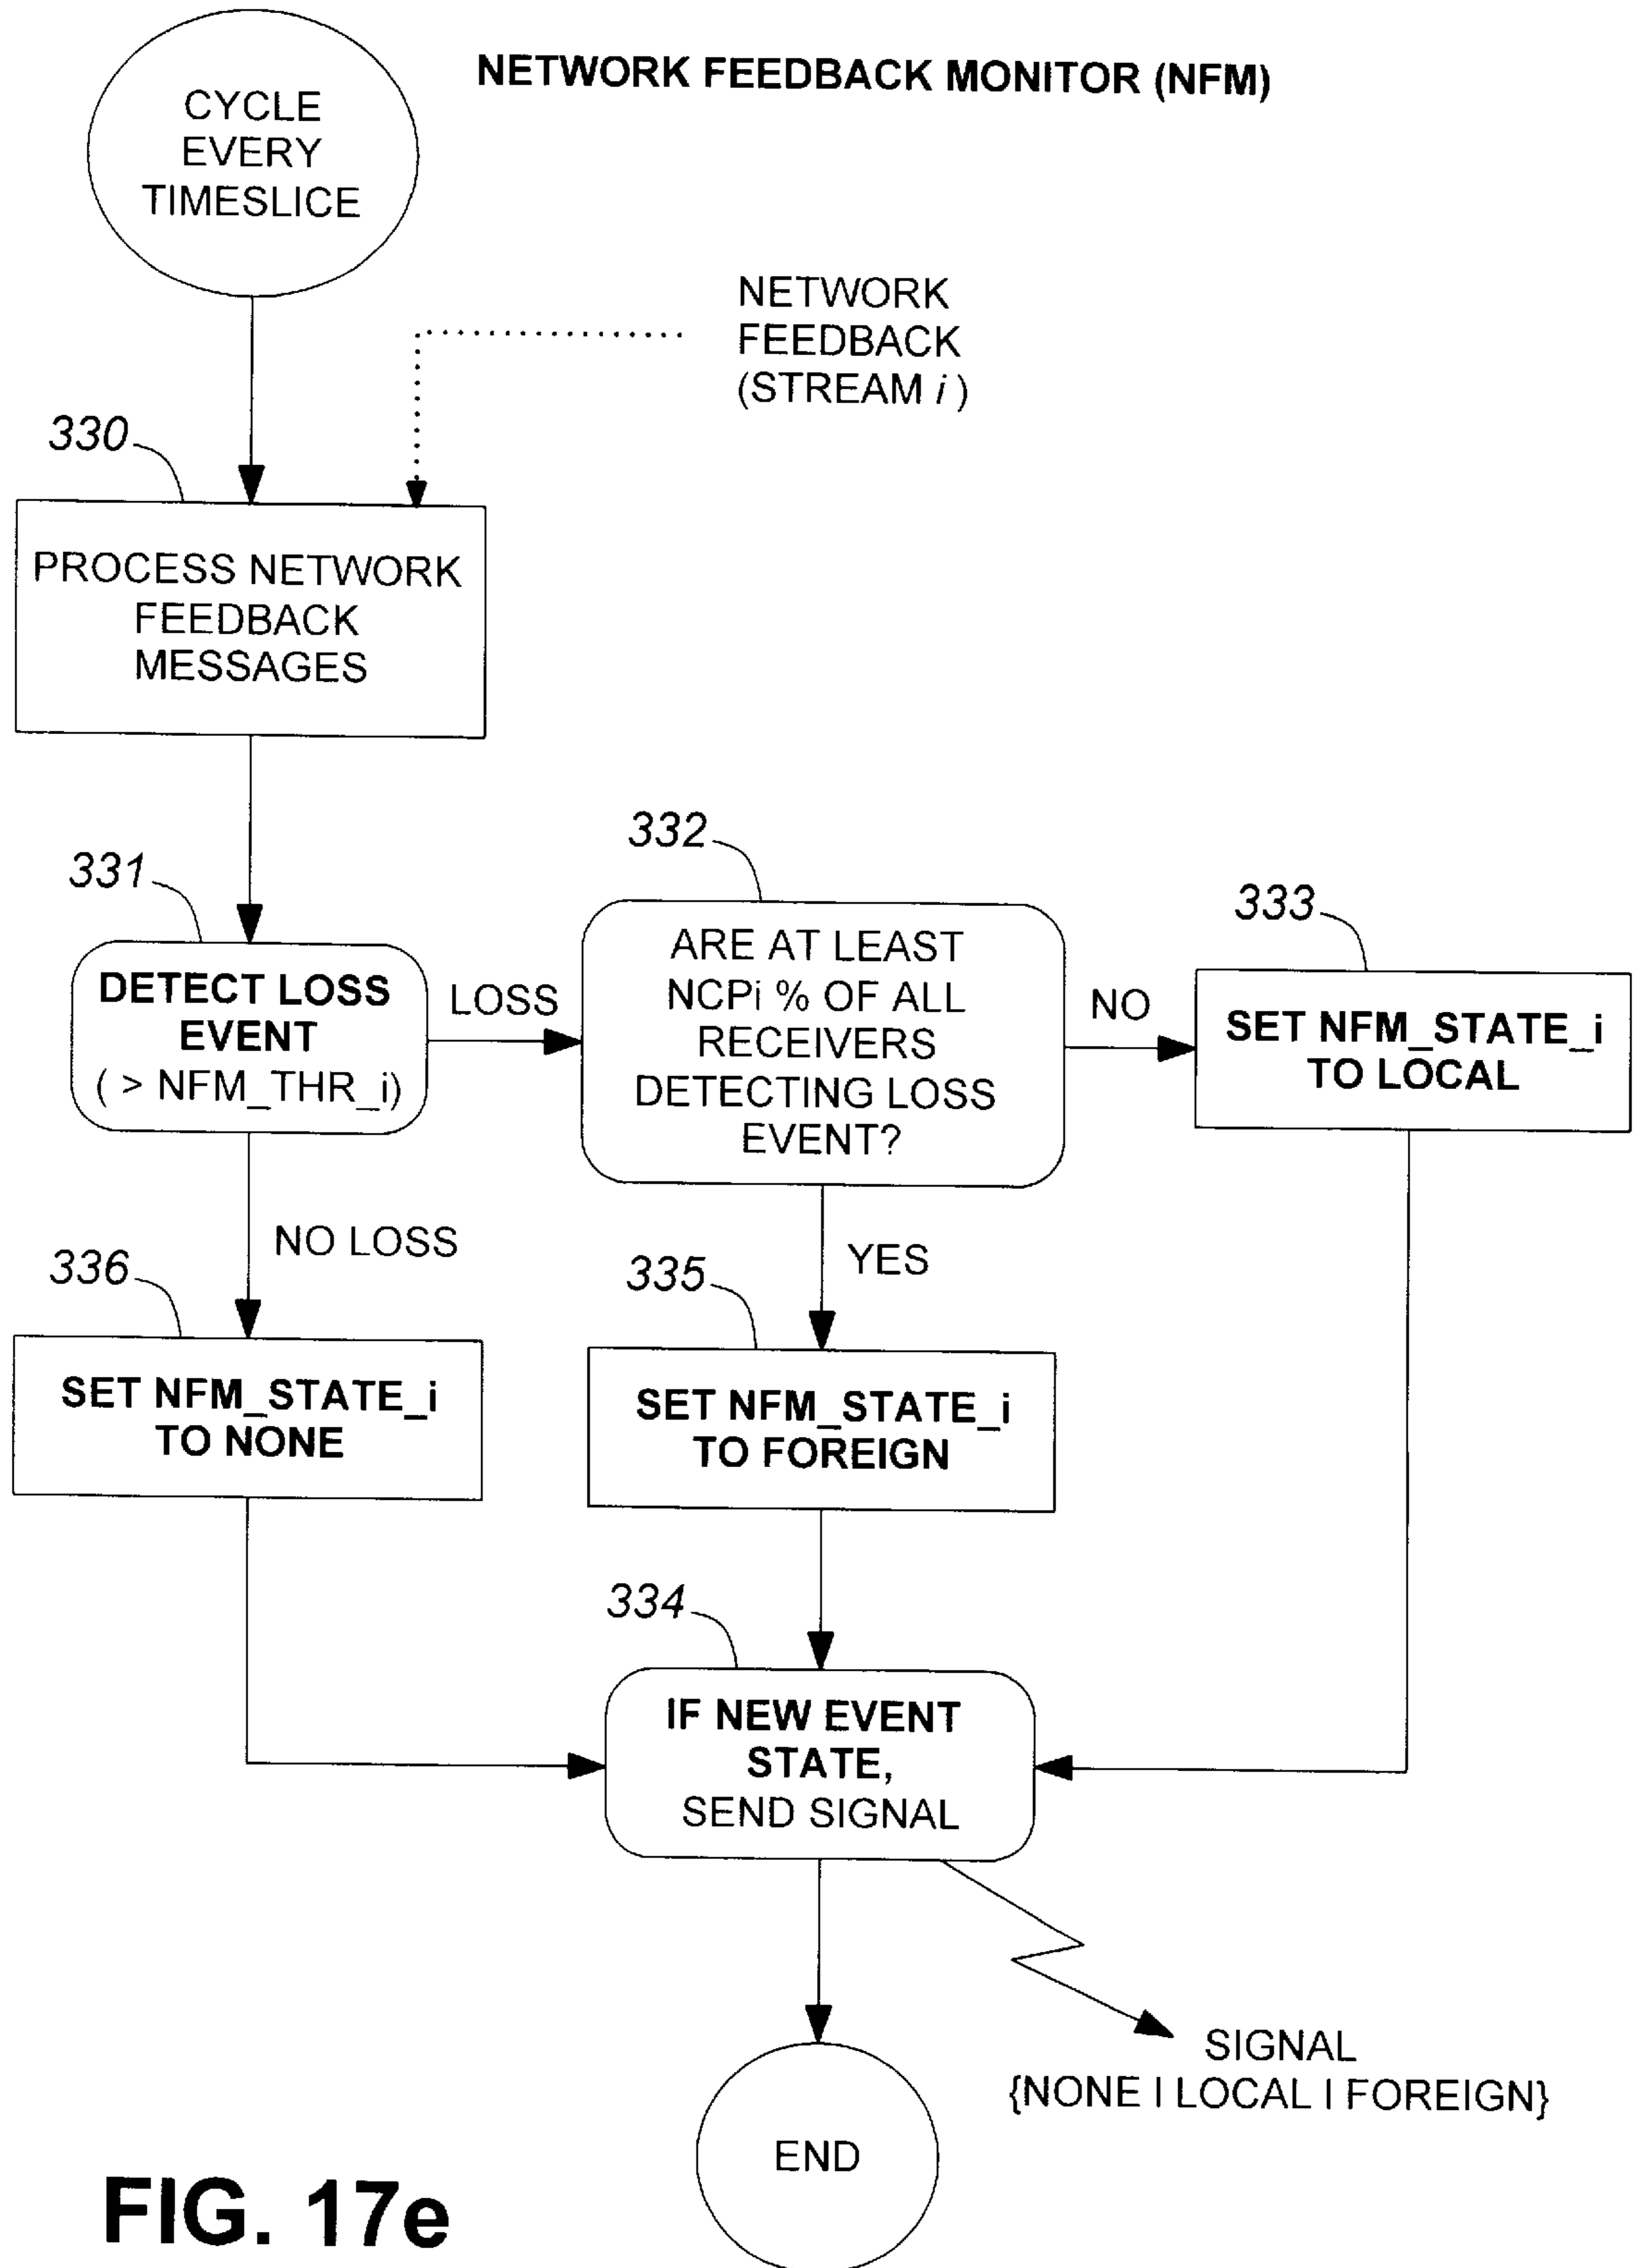 NETWORK FEEDBACK MONITOR (NFM)
CYCLE
EVERY
TIMESLICE
NETWORK
FEEDBACK
(STREAM i)
330
PROCESS NETWORK
FEEDBACK
MESSAGES
331
DETECT LOSS
EVENT
( > NFM_THR_i)
LOSS
332
ARE AT LEAST
NCPi % OF ALL
RECEIVERS
DETECTING LOSS
EVENT?
NO
333
SET NFM_STATE_i
TO LOCAL
NO LOSS
YES
336
SET NFM_STATE_i
TO NONE
335
SET NFM_STATE_i
TO FOREIGN
334
IF NEW EVENT
STATE,
SEND SIGNAL
SIGNAL
{NONE I LOCAL I FOREIGN}
END
FIG. 17e